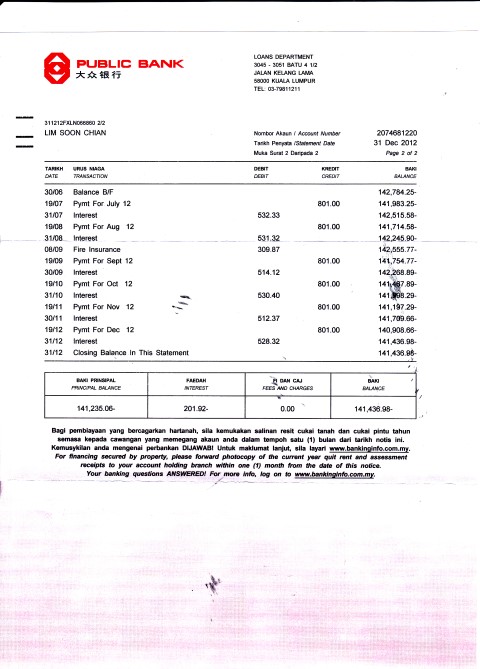 PUBLIC BANK
大众银行
LOANS DEPARTMENT
3045 - 3051 BATU 4 1/2
JALAN KELANG LAMA
58000 KUALA LUMPUR
TEL: 03-79811211
311212FXLN066860 2/2
LIM SOON CHIAN
Nombor Akaun / Account Number 2074681220
Tarikh Penyata /Statement Date 31 Dec 2012
Muka Surat 2 Daripada 2 Page 2 of 2
TARIKH URUS NIAGA DEBIT KREDIT BAKI
DATE TRANSACTION DEBIT CREDIT BALANCE
30/06 Balance B/F 142,784.25-
19/07 Pymt For July 12 801.00 141,983.25-
31/07 Interest 532.33 142,515.58-
19/08 Pymt For Aug 12 801.00 141,714.58-
31/08 Interest 531.32 142,245.90-
08/09 Fire Insurance 309.87 142,555.77-
19/09 Pymt For Sept 12 801.00 141,754.77-
30/09 Interest 514.12 142,268.89-
19/10 Pymt For Oct 12 801.00 141,467.89-
31/10 Interest 530.40 141,998.29-
19/11 Pymt For Nov 12 801.00 141,197.29-
30/11 Interest 512.37 141,709.66-
19/12 Pymt For Dec 12 801.00 140,908.66-
31/12 Interest 528.32 141,436.98-
31/12 Closing Balance In This Statement 141,436.98-
BAKI PRINSIPAL FAEDAH FI DAN CAJ BAKI
PRINCIPAL BALANCE INTEREST FEES AND CHARGES BALANCE
141,235.06- 201.92- 0.00 141,436.98-
Bagi pembiayaan yang bercagarkan hartanah, sila kemukakan salinan resit cukai tanah dan cukai pintu tahun
semasa kepada cawangan yang memegang akaun anda dalam tempoh satu (1) bulan dari tarikh notis ini.
Kemusykilan anda mengenai perbankan DIJAWAB! Untuk maklumat lanjut, sila layari www.bankinginfo.com.my.
For financing secured by property, please forward photocopy of the current year quit rent and assessment
receipts to your account holding branch within one (1) month from the date of this notice.
Your banking questions ANSWERED! For more info, log on to www.bankinginfo.com.my.